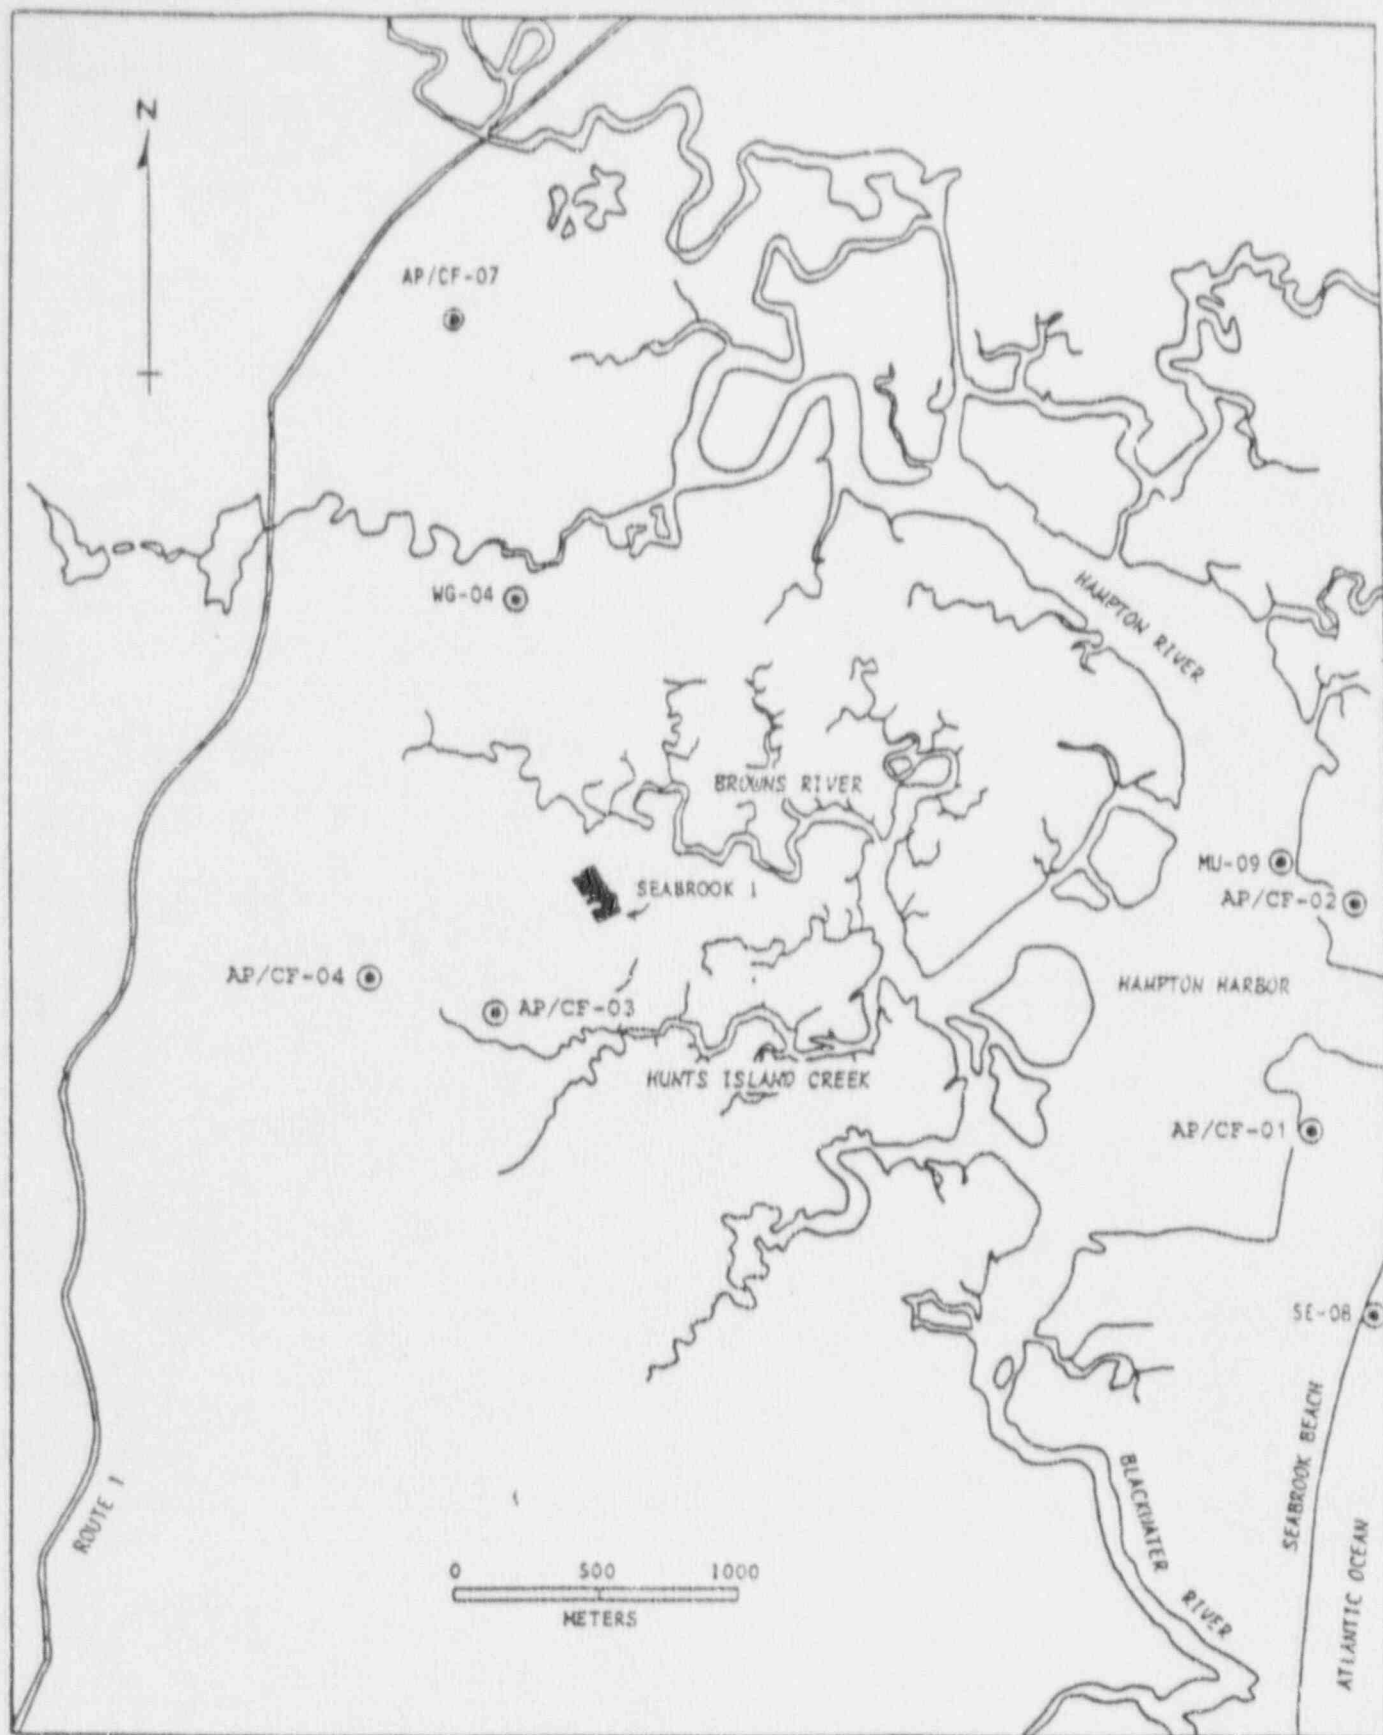 N
AP/CF-07
WG-04
HAMPTON RIVER
BROWNS RIVER
SEABROOK 1
MU-09
AP/CF-02
AP/CF-04
AP/CF-03
HAMPTON HARBOR
HUNTS ISLAND CREEK
AP/CF-01
SE-08
SEABROOK BEACH
BLACKWATER RIVER
ROUTE 1
ATLANTIC OCEAN
0 500 1000
METERS